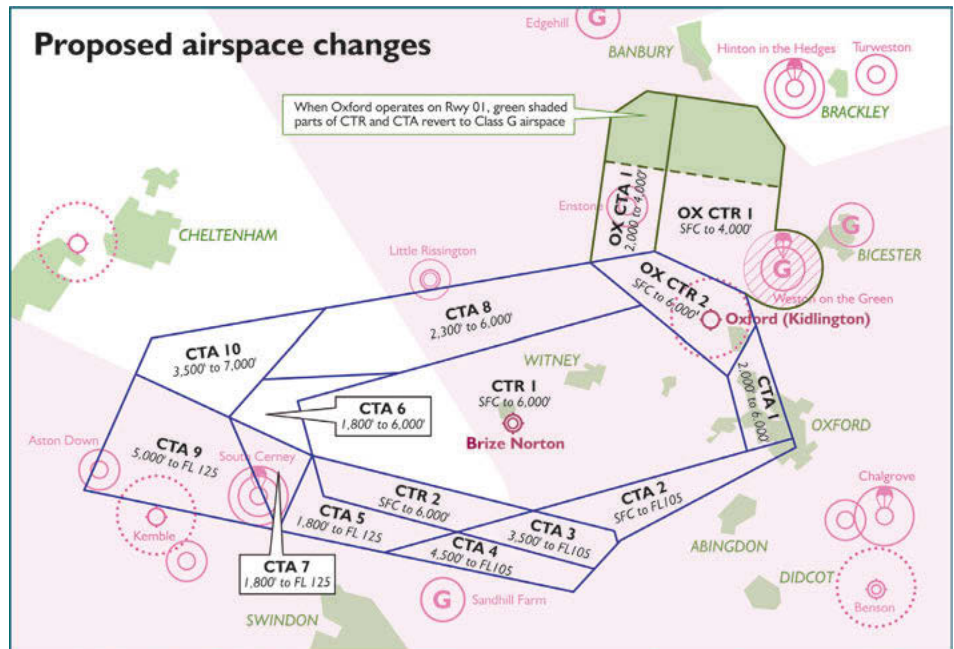 Proposed airspace changes
Edgehill
G
BANBURY
Hinton in the Hedges
Turweston
BRACKLEY
When Oxford operates on Rwy 01, green shaded
parts of CTR and CTA revert to Class G airspace
CHELTENHAM
Enstone
OX CTA 1
2,000 to 4,000'
OX CTR 1
SFC to 4,000'
G
BICESTER
G
Weston on the Green
Little Rissington
OX CTR 2
SFC to 6,000'
Oxford (Kidlington)
CTA 8
2,300' to 6,000'
CTA 10
3,500' to 7,000'
WITNEY
CTR 1
SFC to 6,000'
Brize Norton
CTA 1
2,000' to 6,000'
OXFORD
CTA 6
1,800' to 6,000'
Aston Down
CTA 9
5,000' to FL 125
South Cerney
Kemble
CTR 2
SFC to 6,000'
CTA 5
1,800' to FL 125
CTA 2
SFC to FL105
CTA 3
3,500' to FL105
CTA 4
4,500' to FL105
Chalgrove
ABINGDON
CTA 7
1,800' to FL 125
DIDCOT
Benson
G
Sandhill Farm
SWINDON